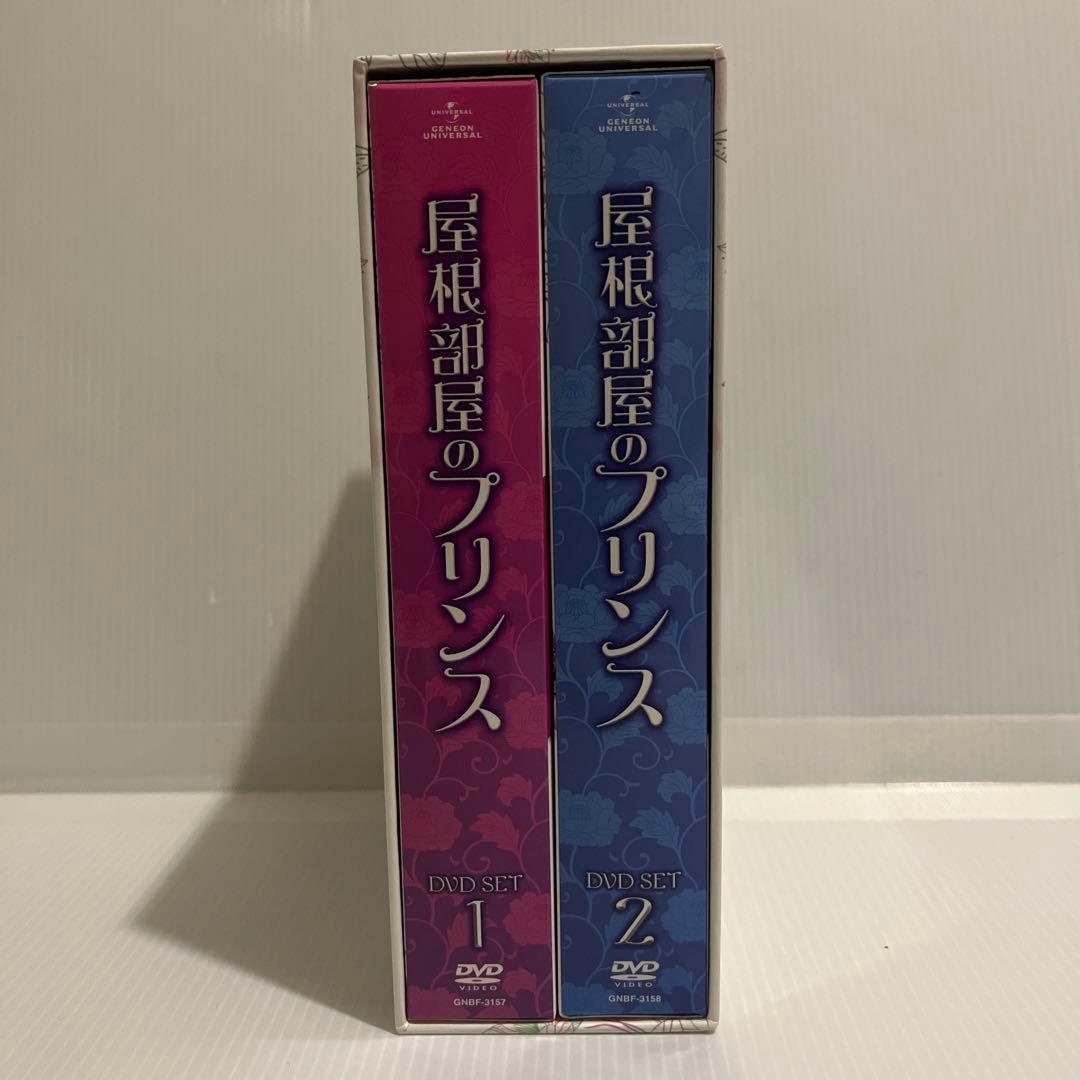 UNIVERSAL
GENEON
UNIVERSAL
屋根部屋のプリンス
DVD SET
1
DVD
VIDEO
GNBF-3157
UNIVERSAL
GENEON
UNIVERSAL
屋根部屋のプリンス
DVD SET
2
DVD
VIDEO
GNBF-3158